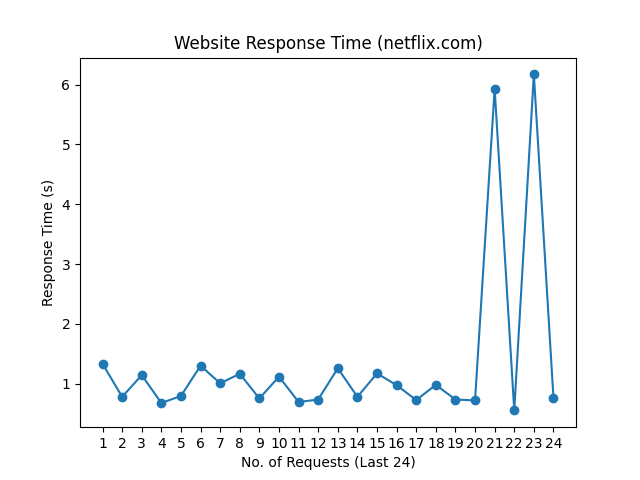 Website Response Time (netflix.com)
6
5
4
3
2
1
Response Time (s)
1 2 3 4 5 6 7 8 9 10 11 12 13 14 15 16 17 18 19 20 21 22 23 24
No. of Requests (Last 24)